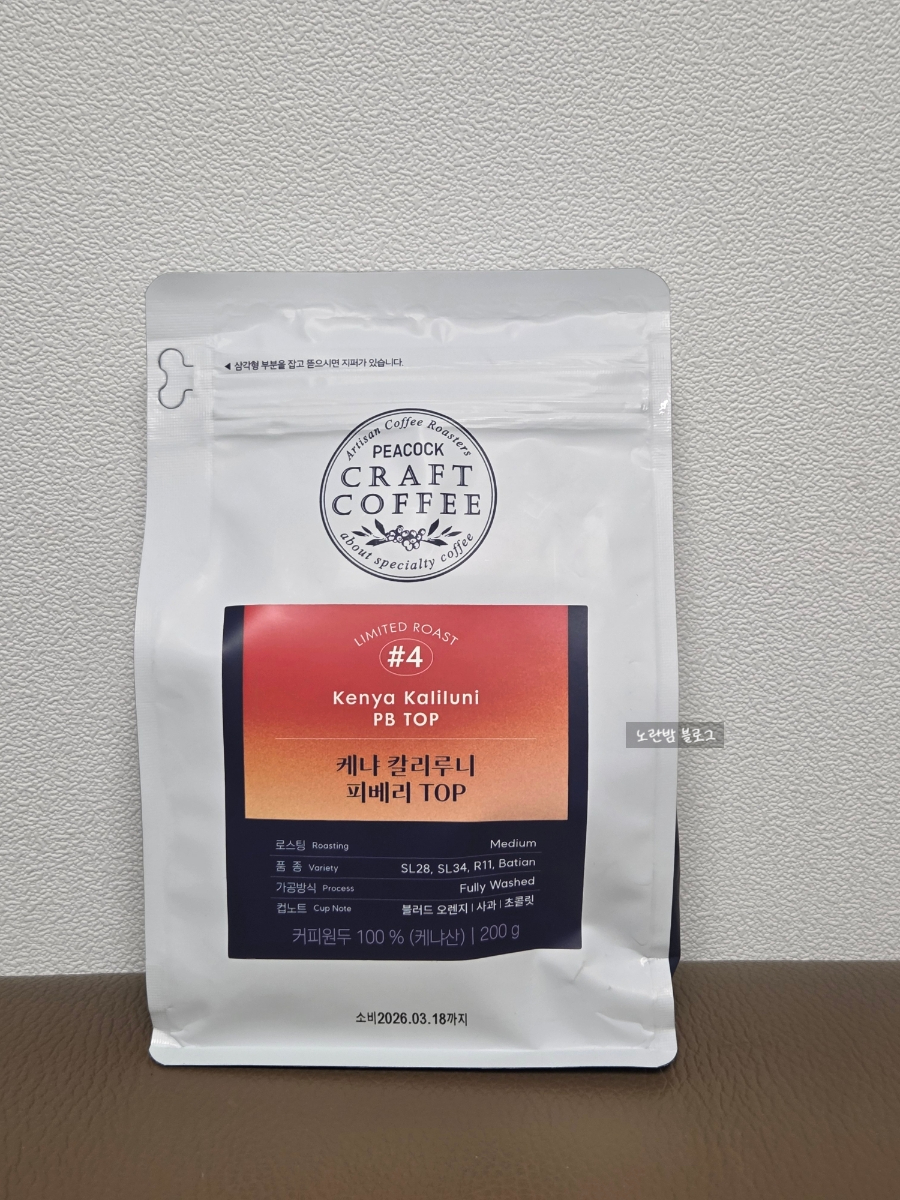 ◀ 삼각형 부분을 잡고 뜯으시면 지퍼가 있습니다.
Artisan Coffee Roasters
PEACOCK
CRAFT
COFFEE
about specialty coffee
LIMITED ROAST
#4
Kenya Kaliluni
PB TOP
케냐 칼리루니
피베리 TOP
로스팅 Roasting Medium
품 종 Variety SL28, SL34, R11, Batian
가공방식 Process Fully Washed
컵노트 Cup Note 블러드 오렌지 | 사과 | 초콜릿
커피원두 100 % (케냐산) | 200 g
소비2026.03.18까지
노란밤 블로그